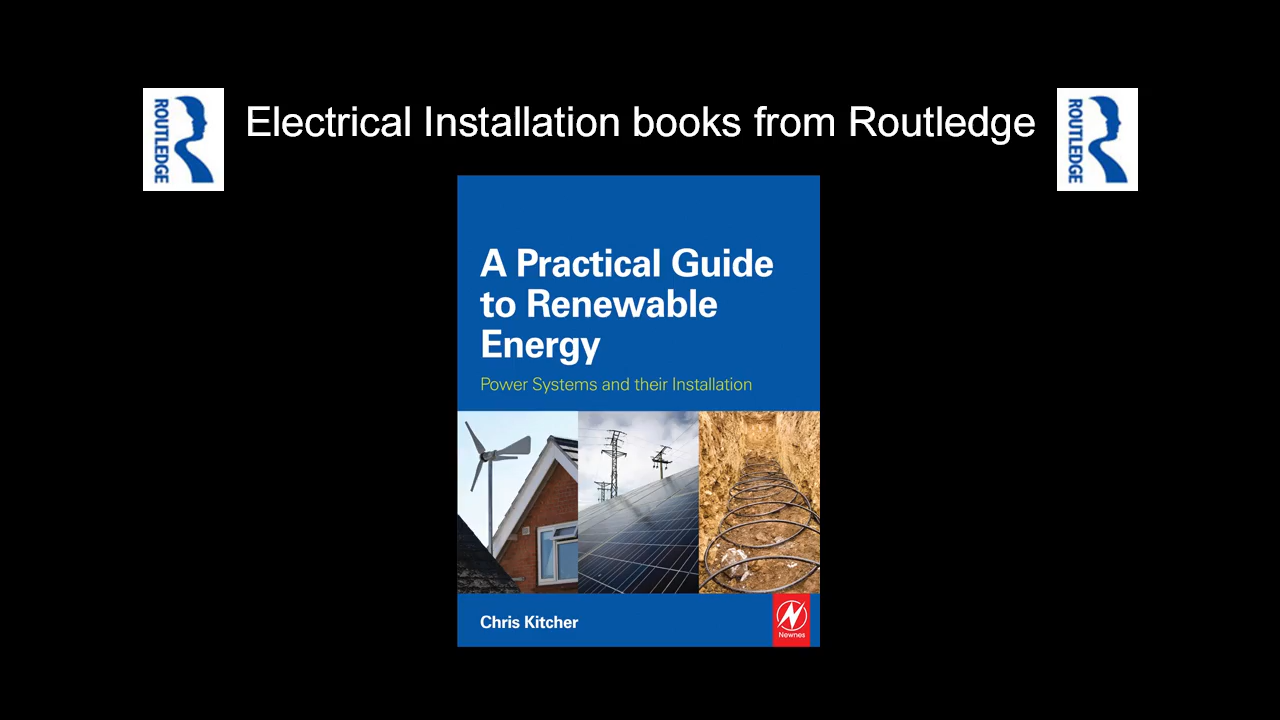 ROUTLEDGE
Electrical Installation books from Routledge
ROUTLEDGE
A Practical Guide
to Renewable
Energy
Power Systems and their Installation
Chris Kitcher
Newnes